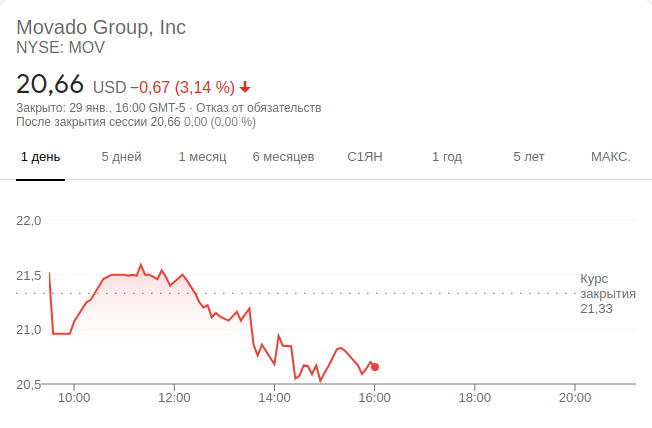 Movado Group, Inc
NYSE: MOV
20,66 USD −0,67 (3,14 %)
Закрыто: 29 янв., 16:00 GMT-5 · Отказ от обязательств
После закрытия сессии 20,66 0,00 (0,00 %)
1 день 5 дней 1 месяц 6 месяцев С1ЯН 1 год 5 лет МАКС.
22,0
21,5
Курс
закрытия
21,33
21,0
20,5
10:00 12:00 14:00 16:00 18:00 20:00